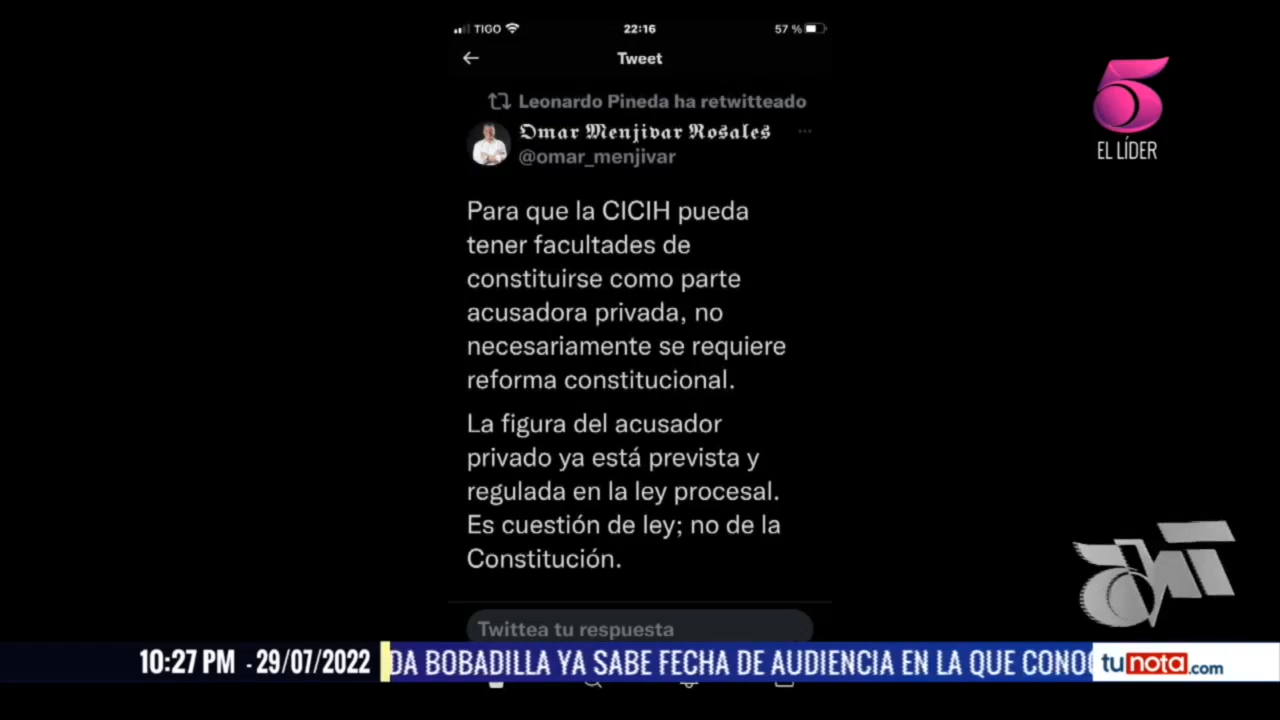 TIGO
22:16
57 %
Tweet
Leonardo Pineda ha retwitteado
𝕺𝖒𝖆𝖗 𝕸𝖊𝖓𝖏𝖎𝖛𝖆𝖗 𝕽𝖔𝖘𝖆𝖑𝖊𝖘
@omar_menjivar
Para que la CICIH pueda
tener facultades de
constituirse como parte
acusadora privada, no
necesariamente se requiere
reforma constitucional.
La figura del acusador
privado ya está prevista y
regulada en la ley procesal.
Es cuestión de ley; no de la
Constitución.
Twittea tu respuesta
5
EL LÍDER
10:27 PM - 29/07/2022
DA BOBADILLA YA SABE FECHA DE AUDIENCIA EN LA QUE CONOC
tunota.com